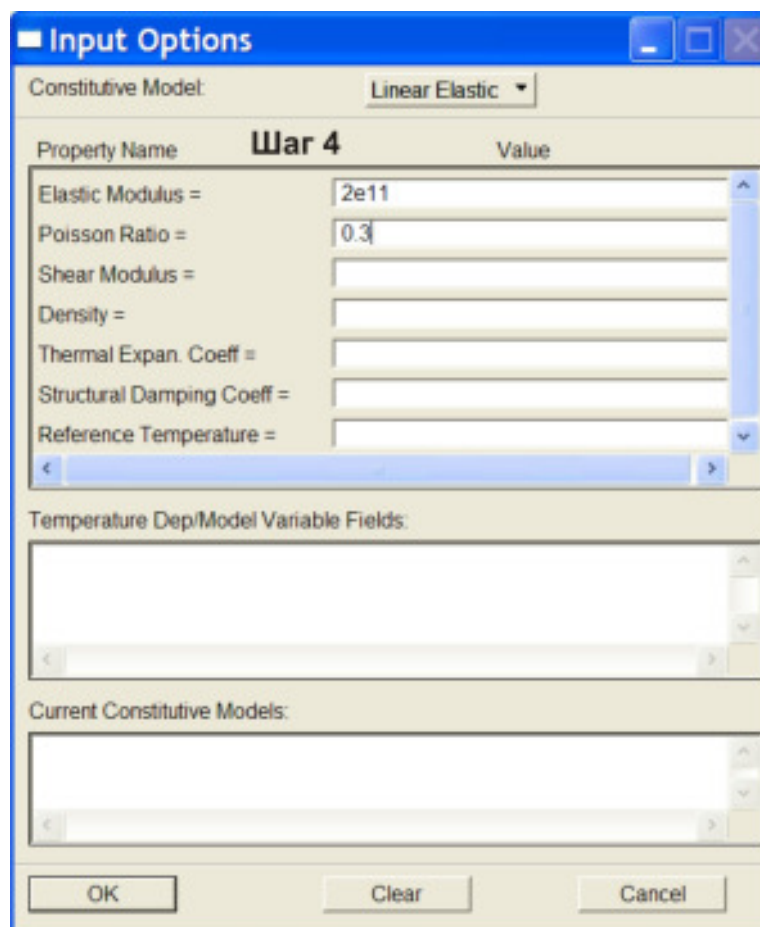 Input Options
Constitutive Model: Linear Elastic
Шаг 4
Property Name Value
Elastic Modulus = 2e11
Poisson Ratio = 0.3
Shear Modulus =
Density =
Thermal Expan. Coeff =
Structural Damping Coeff =
Reference Temperature =
Temperature Dep/Model Variable Fields:
Current Constitutive Models:
OK Clear Cancel